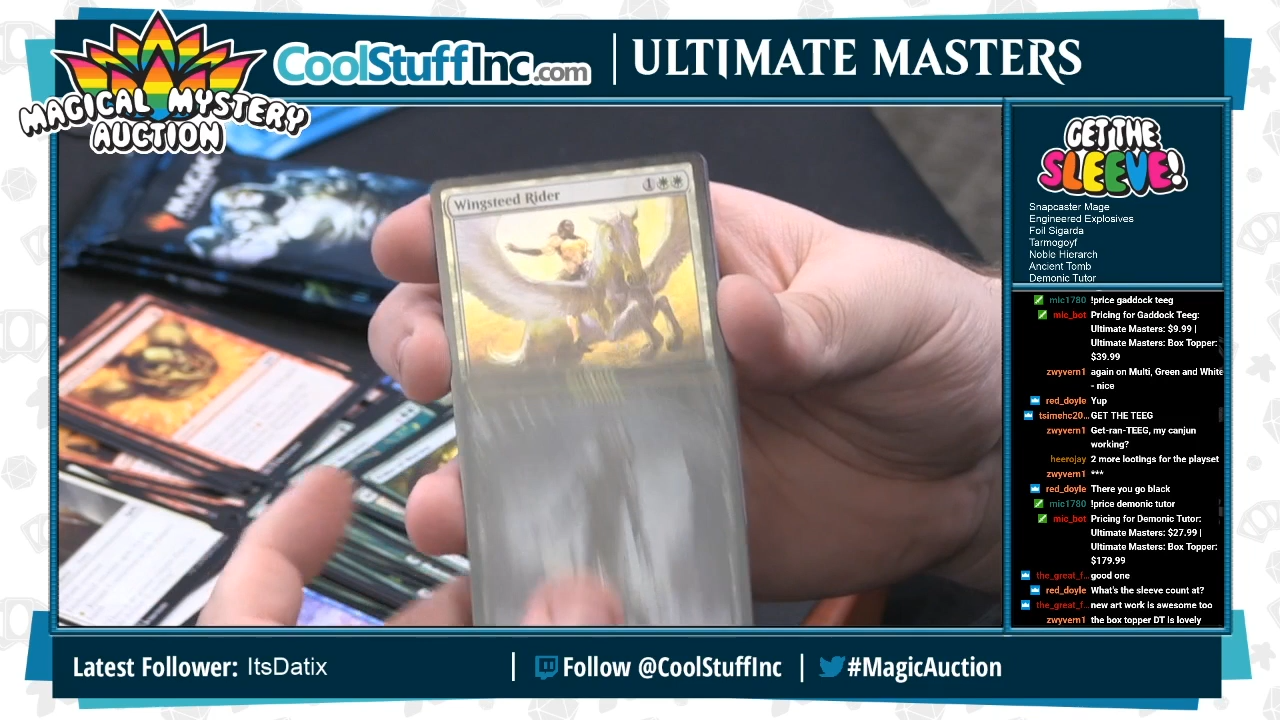 MAGICAL MYSTERY
AUCTION
CoolStuffInc.com
ULTIMATE MASTERS
MAGIC
Wingsteed Rider
1
GET THE
SLEEVE!
Snapcaster Mage
Engineered Explosives
Foil Sigarda
Tarmogoyf
Noble Hierarch
Ancient Tomb
Demonic Tutor
mic1780 !price gaddock teeg
mic_bot Pricing for Gaddock Teeg:
Ultimate Masters: $9.99 |
Ultimate Masters: Box Topper:
$39.99
zwyvern1 again on Multi, Green and White
- nice
red_doyle Yup
tsimehc20... GET THE TEEG
zwyvern1 Get-ran-TEEG, my canjun
working?
heerojay 2 more lootings for the playset
zwyvern1 ***
red_doyle There you go black
mic1780 !price demonic tutor
mic_bot Pricing for Demonic Tutor:
Ultimate Masters: $27.99 |
Ultimate Masters: Box Topper:
$179.99
the_great_f... good one
red_doyle What's the sleeve count at?
the_great_f... new art work is awesome too
zwyvern1 the box topper DT is lovely
Latest Follower: ItsDatix
Follow @CoolStuffInc
#MagicAuction